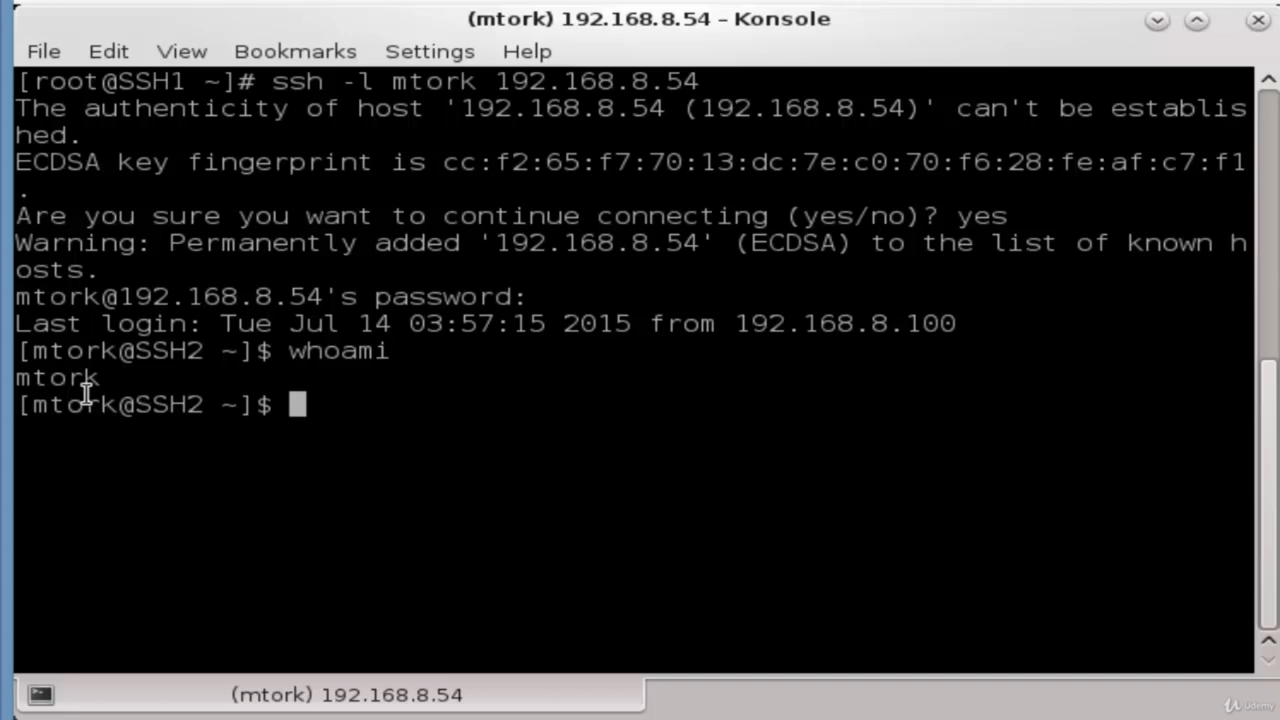 (mtork) 192.168.8.54 – Konsole
File Edit View Bookmarks Settings Help
[root@SSH1 ~]# ssh -l mtork 192.168.8.54
The authenticity of host '192.168.8.54 (192.168.8.54)' can't be establis
hed.
ECDSA key fingerprint is cc:f2:65:f7:70:13:dc:7e:c0:70:f6:28:fe:af:c7:f1
.
Are you sure you want to continue connecting (yes/no)? yes
Warning: Permanently added '192.168.8.54' (ECDSA) to the list of known h
osts.
mtork@192.168.8.54's password:
Last login: Tue Jul 14 03:57:15 2015 from 192.168.8.100
[mtork@SSH2 ~]$ whoami
mtork
[mtork@SSH2 ~]$
(mtork) 192.168.8.54
Udemy